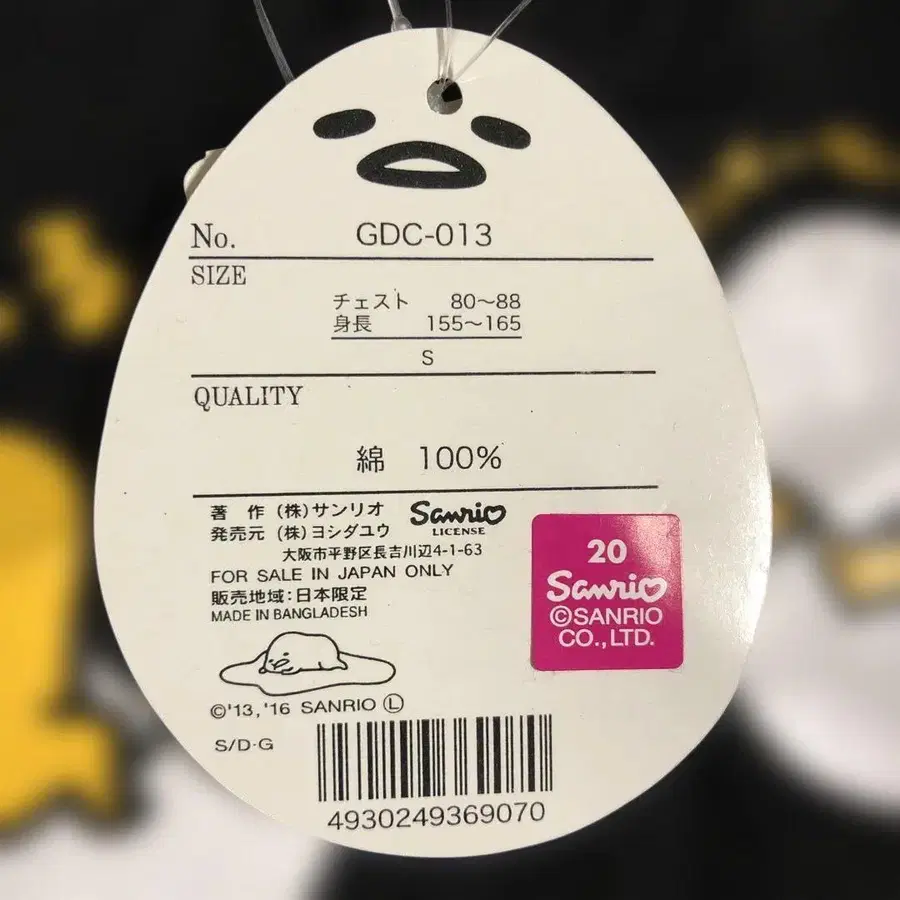 No. GDC-013
SIZE
チェスト 80〜88
身長 155〜165
S
QUALITY
綿 100%
著 作 (株)サンリオ
Sanrio
LICENSE
発売元 (株)ヨシダユウ
大阪市平野区長吉川辺4-1-63
FOR SALE IN JAPAN ONLY
販売地域:日本限定
MADE IN BANGLADESH
20
Sanrio
©SANRIO
CO.,LTD.
©'13,'16 SANRIO Ⓛ
S/D·G
4930249369070